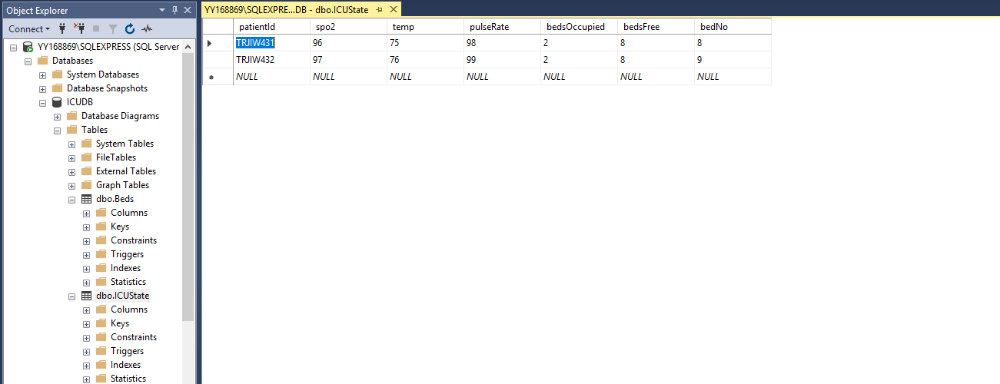 Object Explorer
Connect
YY168869\SQLEXPRESS (SQL Server
Databases
System Databases
Database Snapshots
ICUDB
Database Diagrams
Tables
System Tables
FileTables
External Tables
Graph Tables
dbo.Beds
Columns
Keys
Constraints
Triggers
Indexes
Statistics
dbo.ICUState
Columns
Keys
Constraints
Triggers
Indexes
Statistics
YY168869\SQLEXPRE...DB - dbo.ICUState
patientId spo2 temp pulseRate bedsOccupied bedsFree bedNo
TRJIW431 96 75 98 2 8 8
TRJIW432 97 76 99 2 8 9
NULL NULL NULL NULL NULL NULL NULL